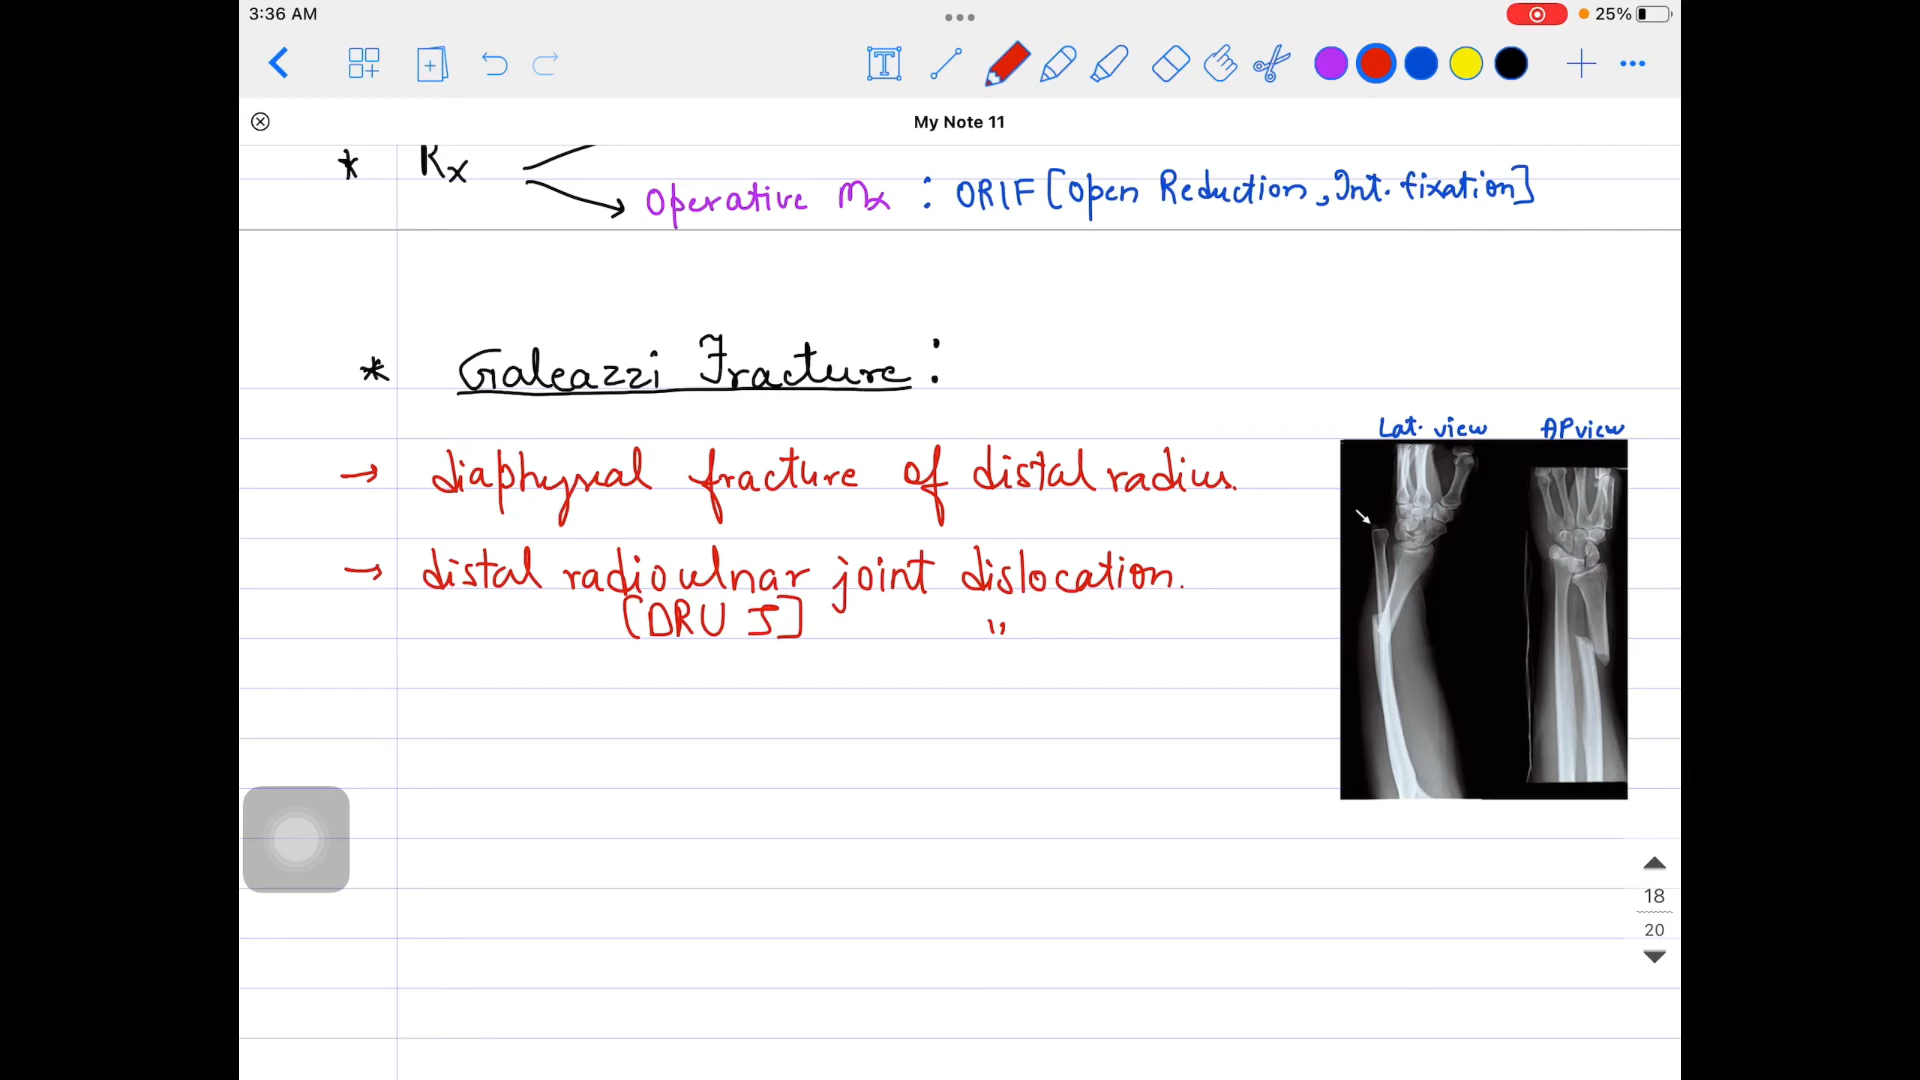 3:36 AM
25%
My Note 11
* Rx
Operative Mx : ORIF [Open Reduction, Int. fixation]
* Galeazzi Fracture :
Lat. view AP view
→ diaphyseal fracture of distal radius.
→ distal radioulnar joint dislocation.
[DRUJ] "
18
20